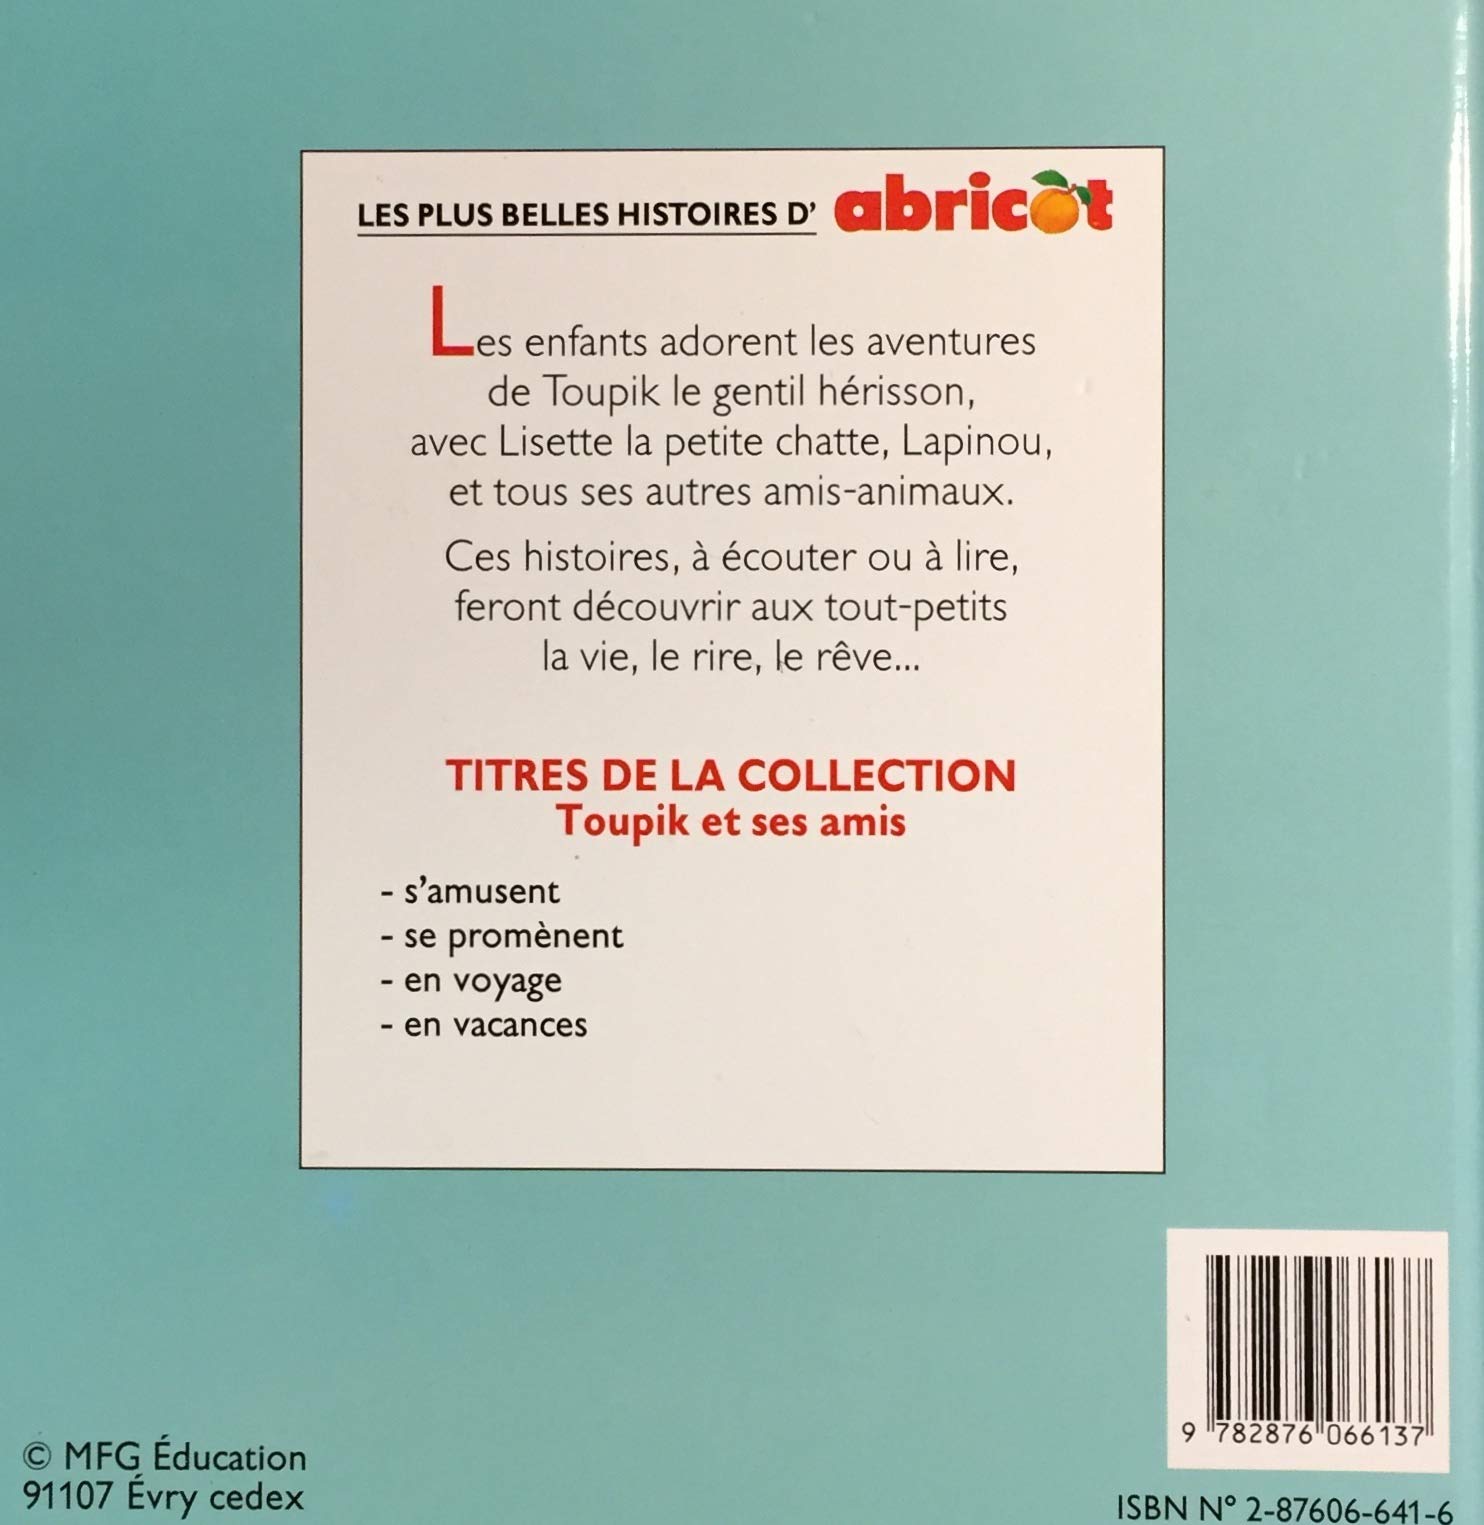 LES PLUS BELLES HISTOIRES D' abricot
Les enfants adorent les aventures
de Toupik le gentil hérisson,
avec Lisette la petite chatte, Lapinou,
et tous ses autres amis-animaux.
Ces histoires, à écouter ou à lire,
feront découvrir aux tout-petits
la vie, le rire, le rêve...
TITRES DE LA COLLECTION
Toupik et ses amis
- s'amusent
- se promènent
- en voyage
- en vacances
9 782876 066137
© MFG Éducation
91107 Évry cedex
ISBN N° 2-87606-641-6